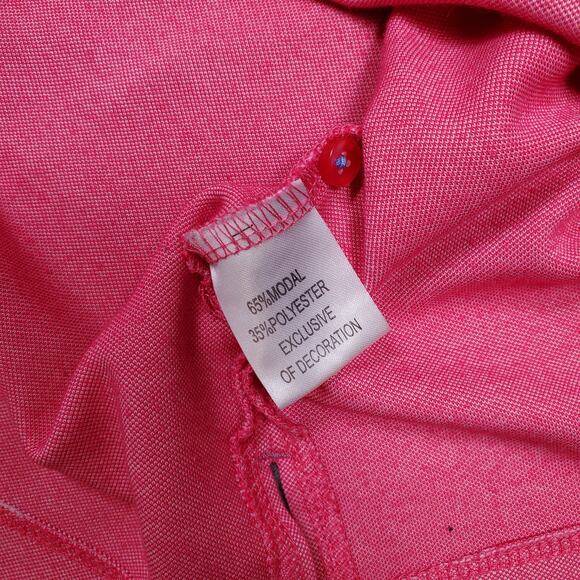 65%MODAL
35%POLYESTER
EXCLUSIVE
OF DECORATION